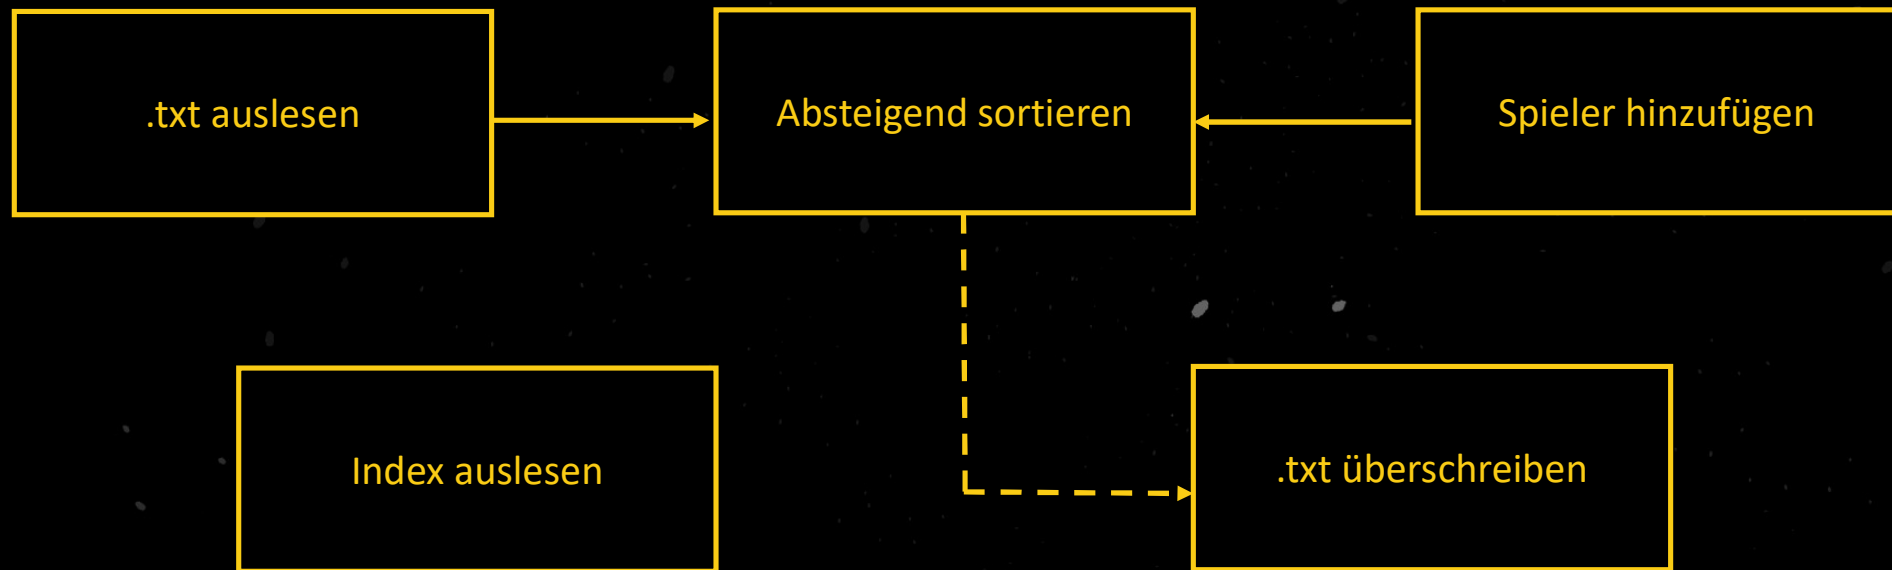 .txt auslesen
Absteigend sortieren
Spieler hinzufügen
Index auslesen
.txt überschreiben